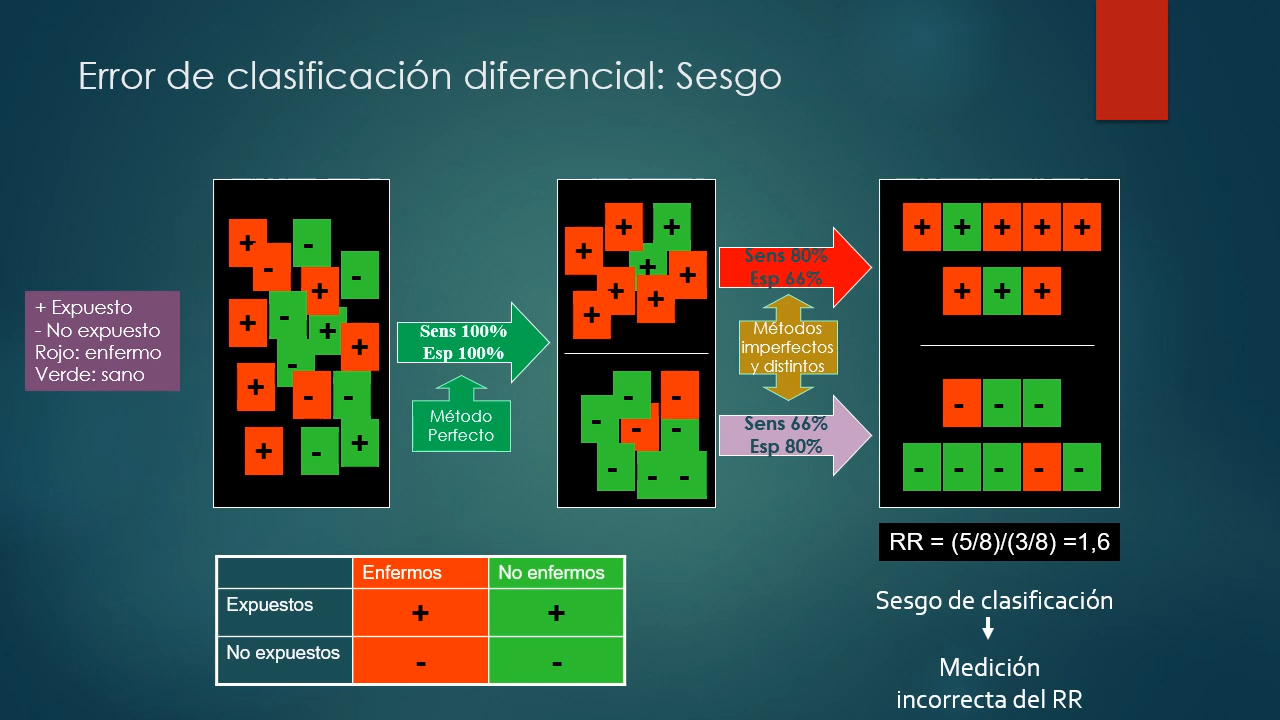 Error de clasificación diferencial: Sesgo
+ Expuesto
- No expuesto
Rojo: enfermo
Verde: sano
+
-
-
-
+
+
-
+
+
-
+
-
-
+
-
+
Sens 100%
Esp 100%
Método
Perfecto
+
+
+
+
+
+
+
+
-
-
-
-
-
-
-
-
Sens 80%
Esp 66%
Métodos
imperfectos
y distintos
Sens 66%
Esp 80%
+ + + + +
+ + +
- - -
- - - - -
RR = (5/8)/(3/8) =1,6
Sesgo de clasificación
Medición
incorrecta del RR
Enfermos No enfermos
Expuestos + +
No expuestos - -